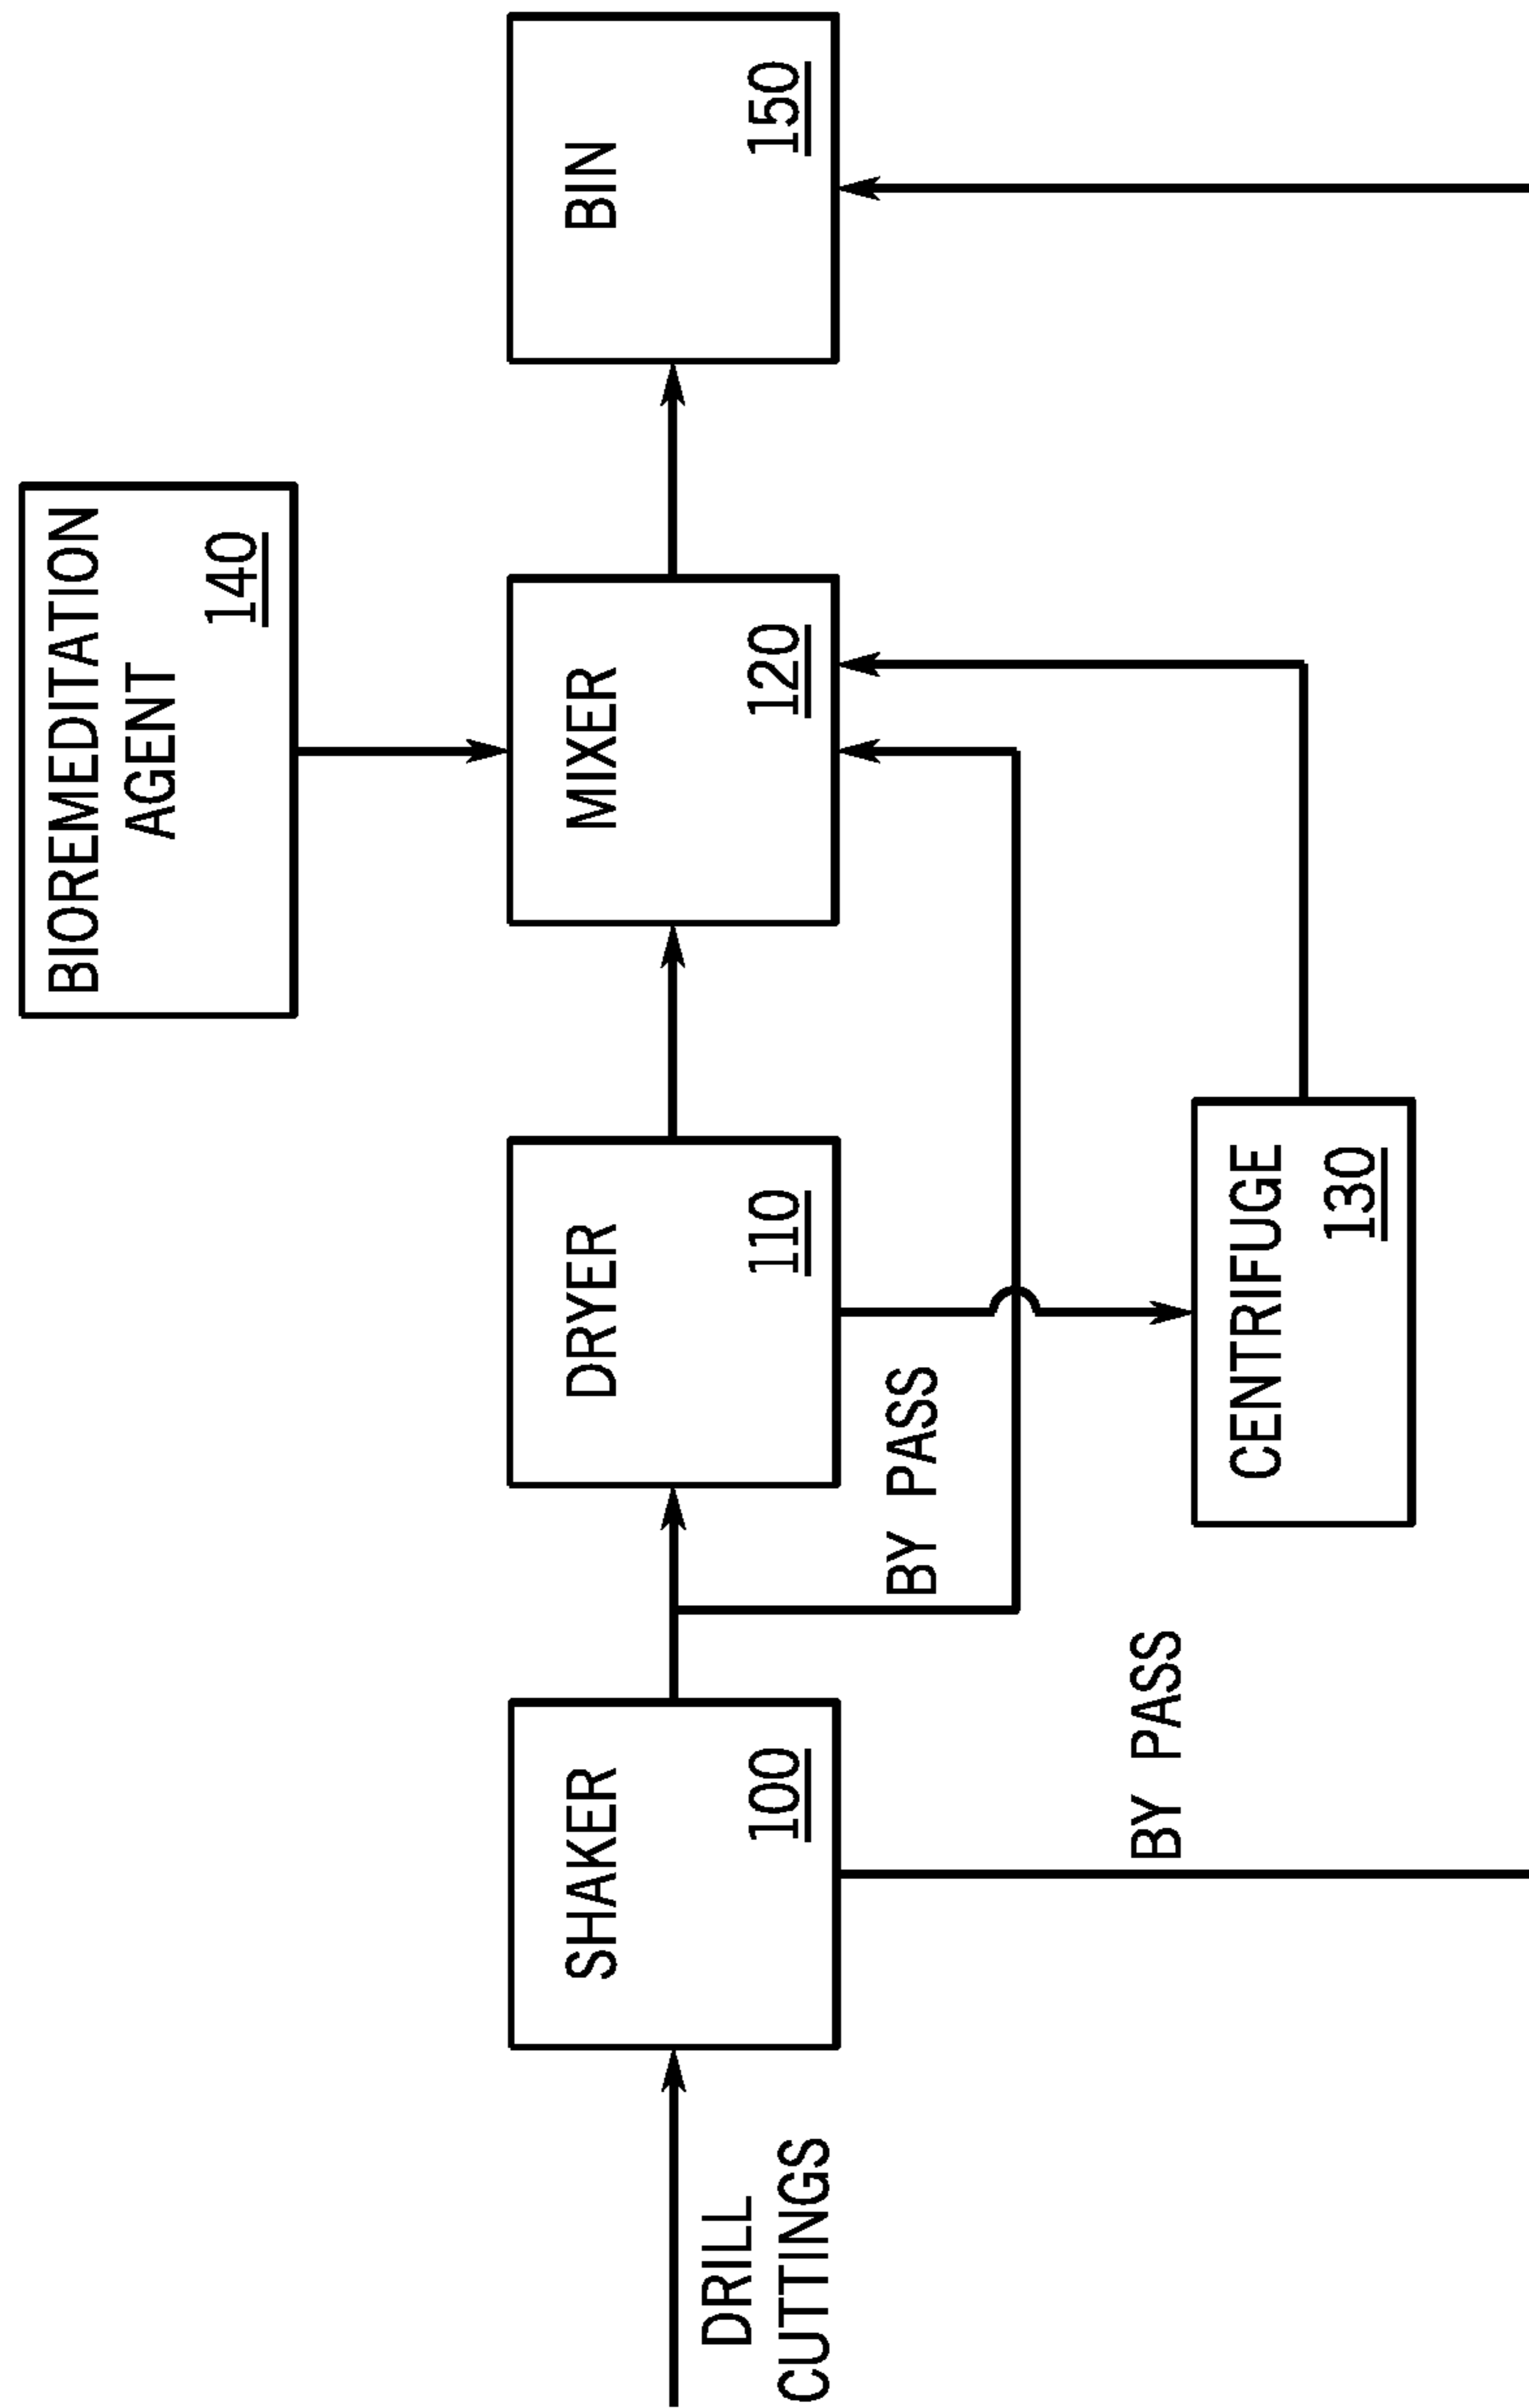 BIOREMEDITATION
AGENT
140
DRILL
CUTTINGS
SHAKER
100
DRYER
110
MIXER
120
BIN
150
BY PASS
CENTRIFUGE
130
BY PASS